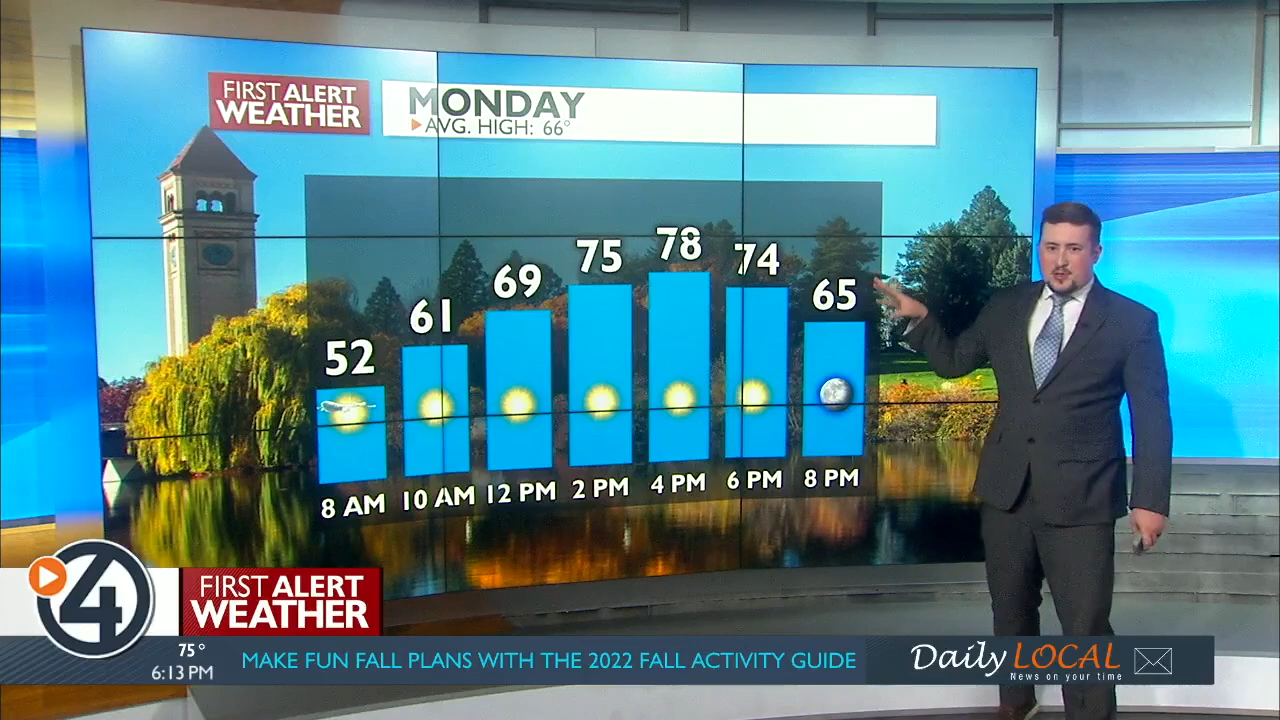 FIRST ALERT
WEATHER
MONDAY
AVG. HIGH: 66°
52
61
69
75
78
74
65
8 AM
10 AM
12 PM
2 PM
4 PM
6 PM
8 PM
4
FIRST ALERT
WEATHER
75°
6:13 PM
MAKE FUN FALL PLANS WITH THE 2022 FALL ACTIVITY GUIDE
Daily LOCAL
News on your time